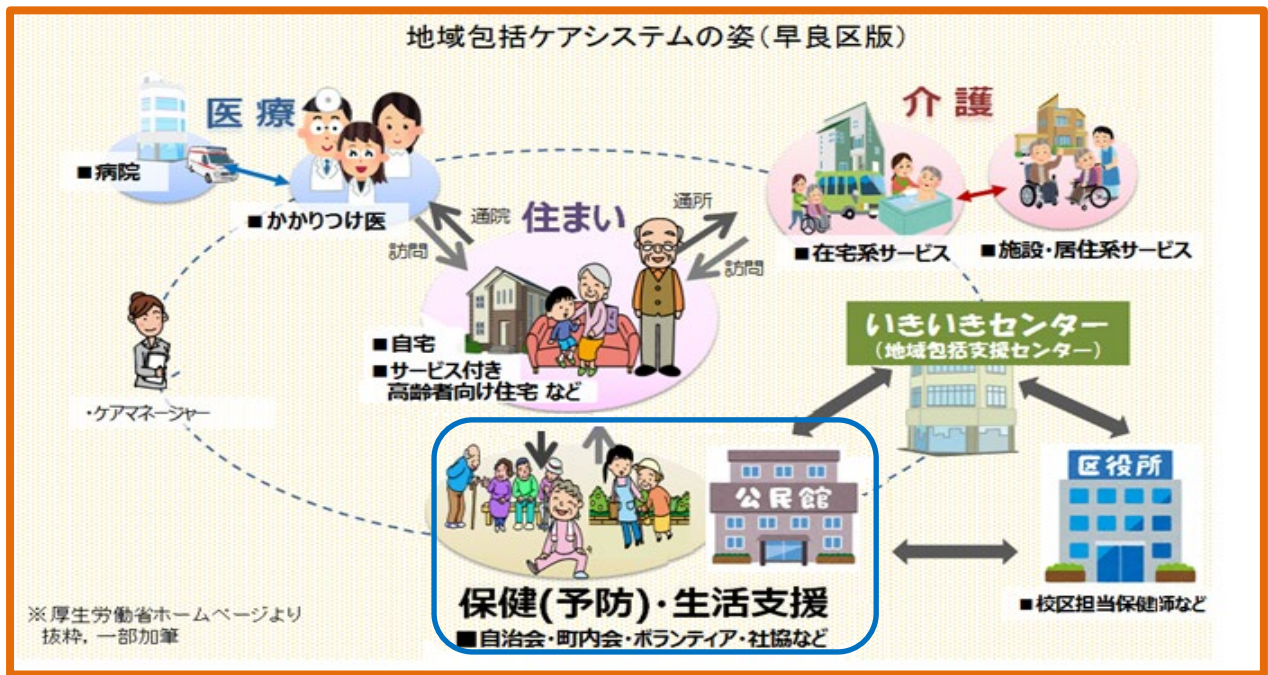 地域包括ケアシステムの姿(早良区版)
医療
■病院
■かかりつけ医
介護
■在宅系サービス
■施設・居住系サービス
通院
訪問
住まい
通所
訪問
■自宅
■サービス付き
高齢者向け住宅 など
・ケアマネージャー
いきいきセンター
(地域包括支援センター)
公民館
区役所
■校区担当保健師など
保健(予防)・生活支援
■自治会・町内会・ボランティア・社協など
※厚生労働省ホームページより
抜粋,一部加筆